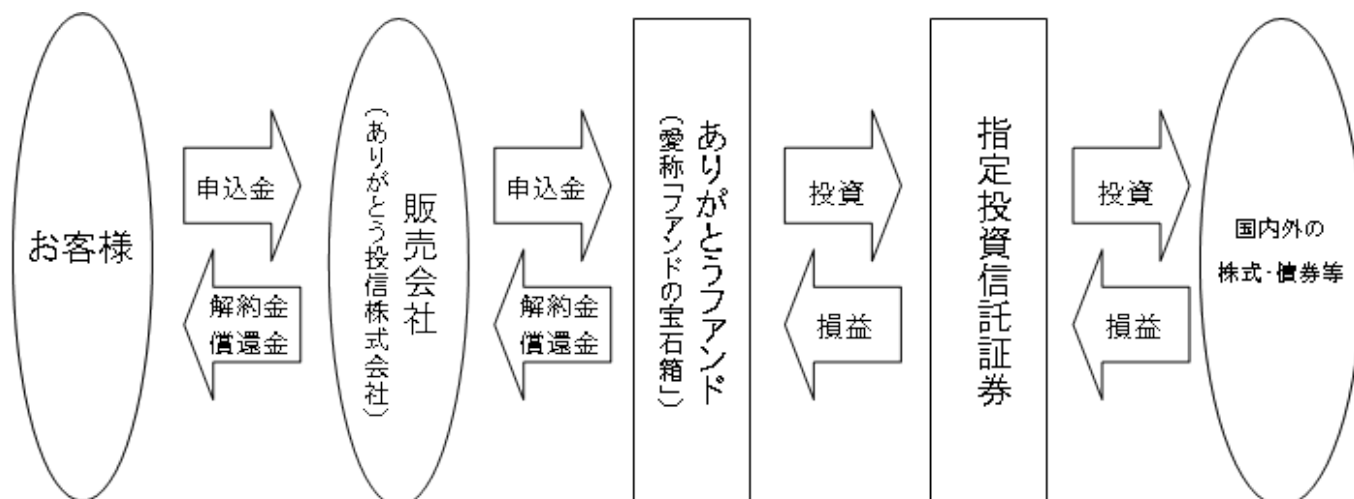 お客様
申込金
解約金
償還金
販売会社
（ありがとう投信株式会社）
申込金
解約金
償還金
ありがとうファンド
（愛称「ファンドの宝石箱」）
投資
損益
指定投資信託証券
投資
損益
国内外の
株式・債券等